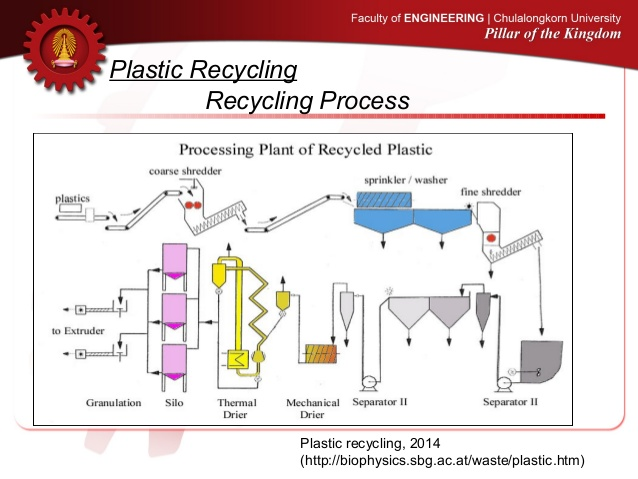 Faculty of ENGINEERING | Chulalongkorn University
Pillar of the Kingdom
Plastic Recycling
Recycling Process
Processing Plant of Recycled Plastic
coarse shredder
plastics
sprinkler / washer
fine shredder
to Extruder
Granulation
Silo
Thermal
Drier
Mechanical
Drier
Separator II
Separator II
Plastic recycling, 2014
(http://biophysics.sbg.ac.at/waste/plastic.htm)